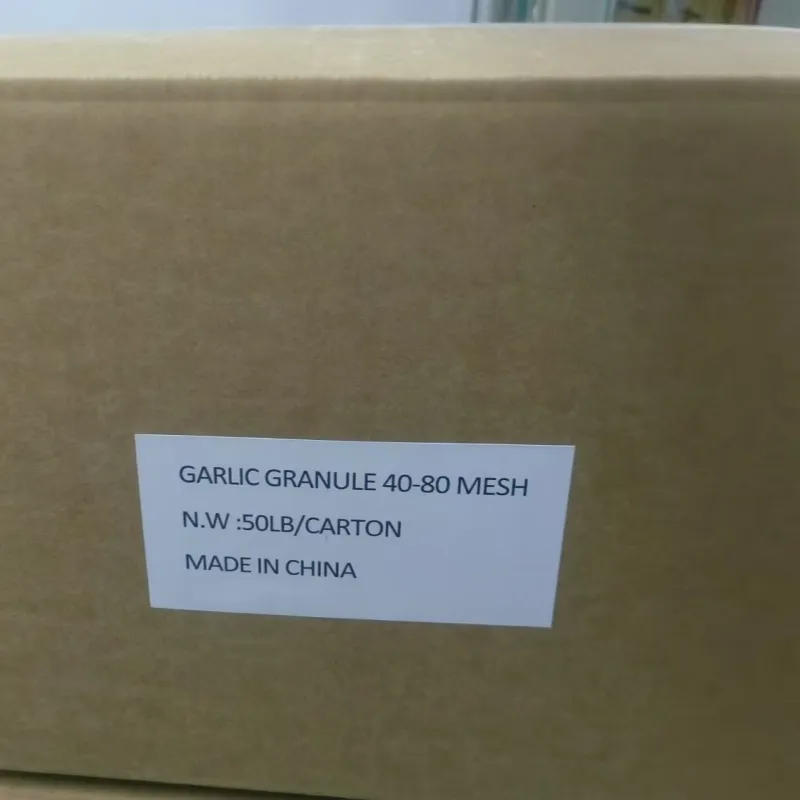 GARLIC GRANULE 40-80 MESH
N.W :50LB/CARTON
MADE IN CHINA